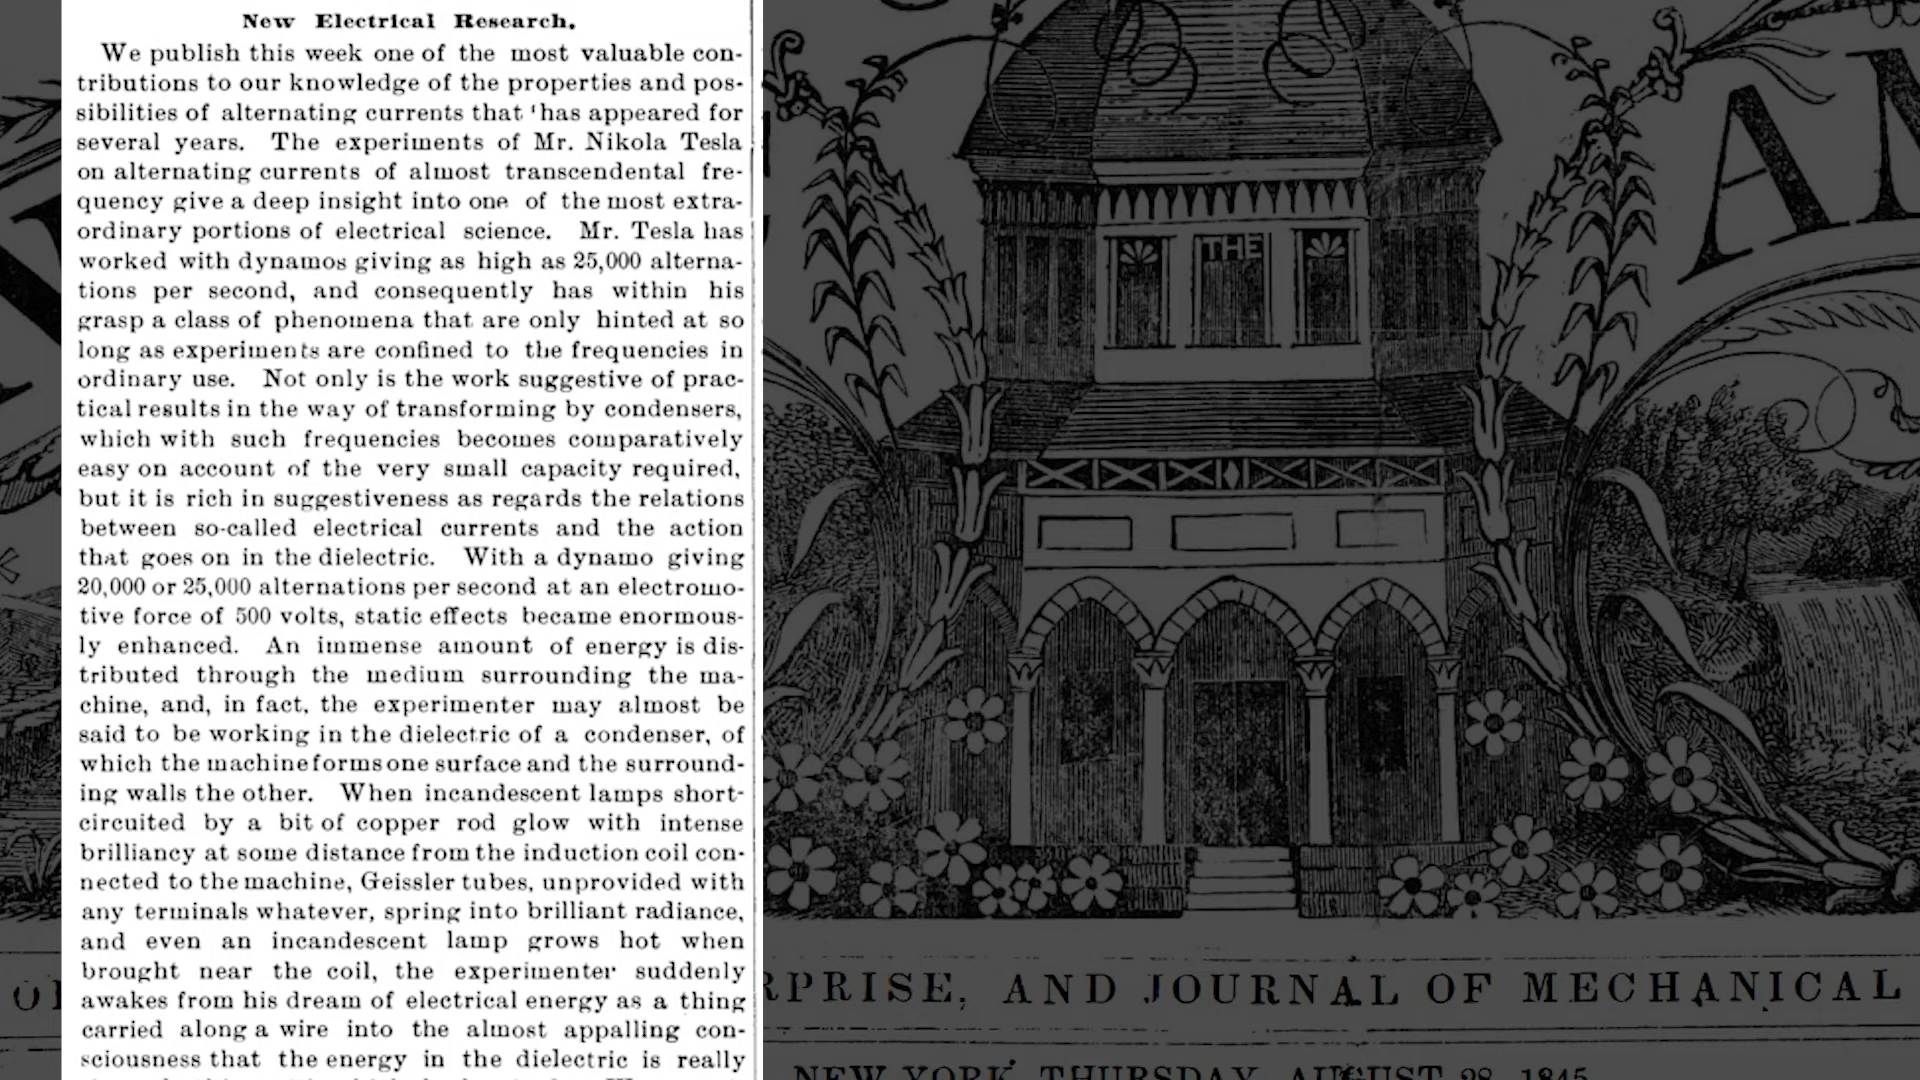 New Electrical Research.
We publish this week one of the most valuable con-
tributions to our knowledge of the properties and pos-
sibilities of alternating currents that 'has appeared for
several years. The experiments of Mr. Nikola Tesla
on alternating currents of almost transcendental fre-
quency give a deep insight into one of the most extra-
ordinary portions of electrical science. Mr. Tesla has
worked with dynamos giving as high as 25,000 alterna-
tions per second, and consequently has within his
grasp a class of phenomena that are only hinted at so
long as experiments are confined to the frequencies in
ordinary use. Not only is the work suggestive of prac-
tical results in the way of transforming by condensers,
which with such frequencies becomes comparatively
easy on account of the very small capacity required,
but it is rich in suggestiveness as regards the relations
between so-called electrical currents and the action
that goes on in the dielectric. With a dynamo giving
20,000 or 25,000 alternations per second at an electromo-
tive force of 500 volts, static effects became enormous-
ly enhanced. An immense amount of energy is dis-
tributed through the medium surrounding the ma-
chine, and, in fact, the experimenter may almost be
said to be working in the dielectric of a condenser, of
which the machine forms one surface and the surround-
ing walls the other. When incandescent lamps short-
circuited by a bit of copper rod glow with intense
brilliancy at some distance from the induction coil con-
nected to the machine, Geissler tubes, unprovided with
any terminals whatever, spring into brilliant radiance,
and even an incandescent lamp grows hot when
brought near the coil, the experimenter suddenly
awakes from his dream of electrical energy as a thing
carried along a wire into the almost appalling con-
sciousness that the energy in the dielectric is really
THE
RPRISE, AND JOURNAL OF MECHANICAL
NEW YORK, THURSDAY, AUGUST 28, 1845.